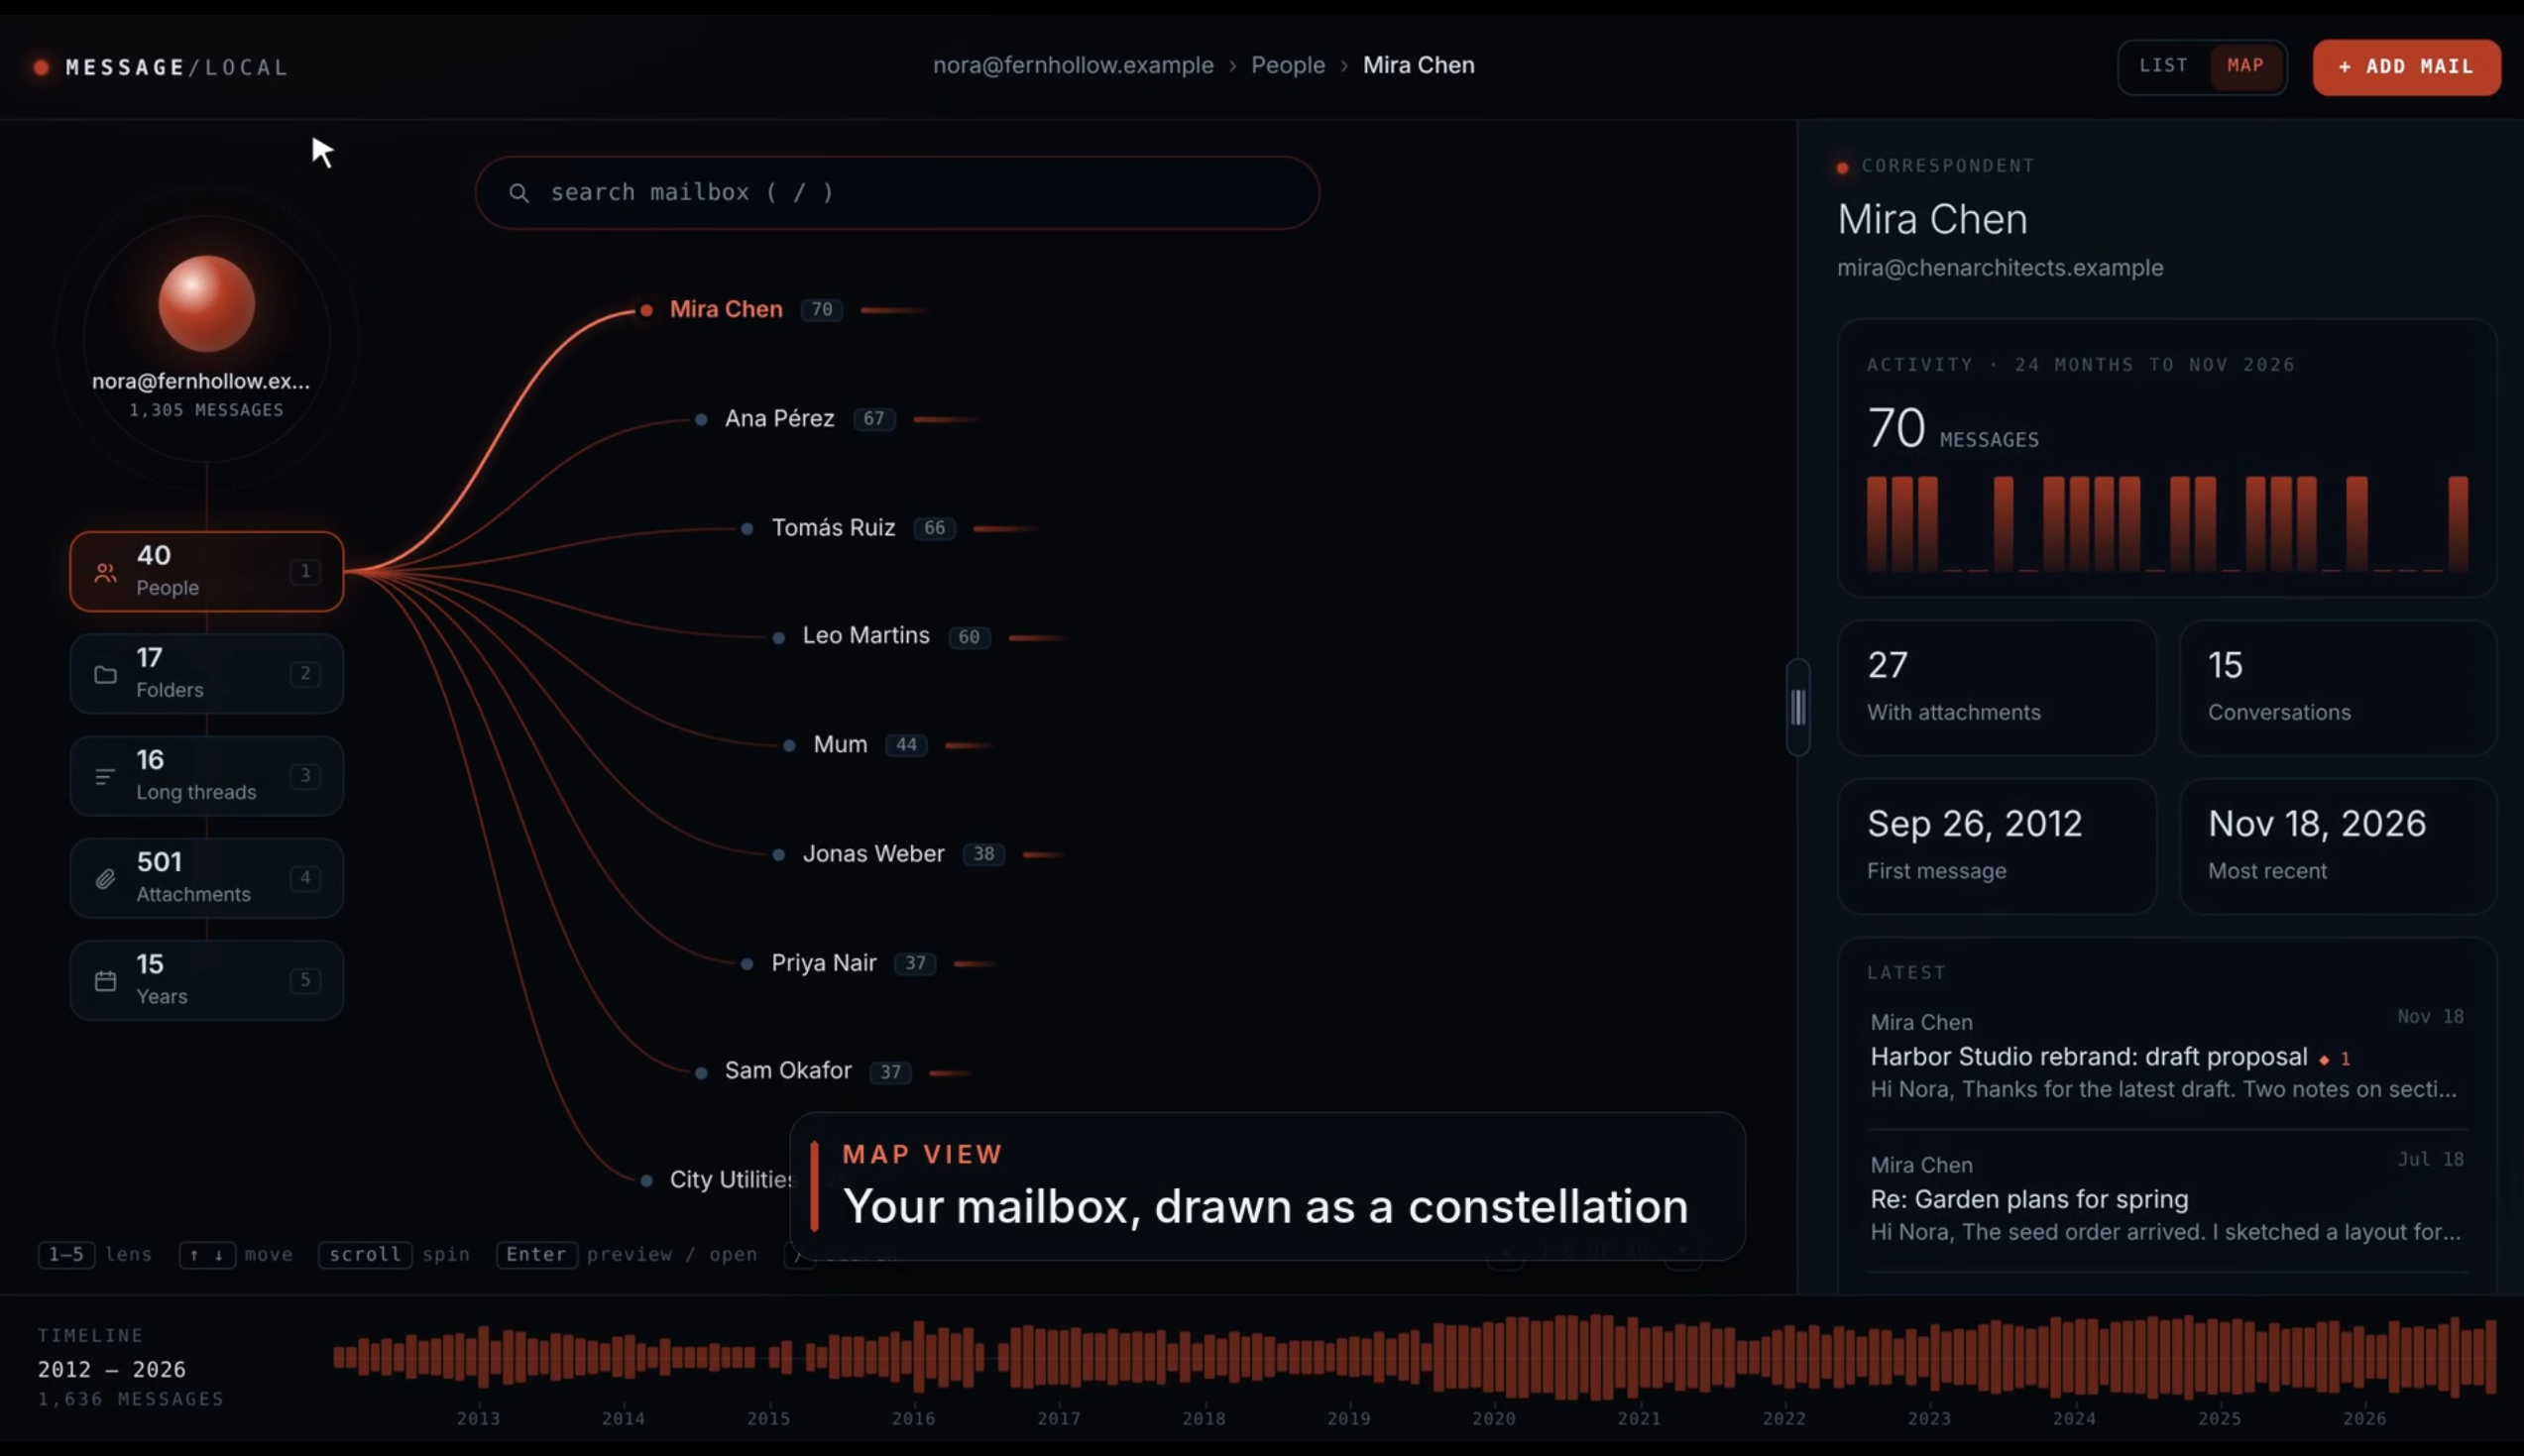 MESSAGE/LOCAL
nora@fernhollow.example › People › Mira Chen
LIST MAP
+ ADD MAIL
search mailbox ( / )
nora@fernhollow.ex...
1,305 MESSAGES
40
People
1
17
Folders
2
16
Long threads
3
501
Attachments
4
15
Years
5
Mira Chen 70
Ana Pérez 67
Tomás Ruiz 66
Leo Martins 60
Mum 44
Jonas Weber 38
Priya Nair 37
Sam Okafor 37
City Utilities
MAP VIEW
Your mailbox, drawn as a constellation
1–5 lens ↑ ↓ move scroll spin Enter preview / open /
CORRESPONDENT
Mira Chen
mira@chenarchitects.example
ACTIVITY · 24 MONTHS TO NOV 2026
70 MESSAGES
27
With attachments
15
Conversations
Sep 26, 2012
First message
Nov 18, 2026
Most recent
LATEST
Mira Chen Nov 18
Harbor Studio rebrand: draft proposal ◆ 1
Hi Nora, Thanks for the latest draft. Two notes on secti...
Mira Chen Jul 18
Re: Garden plans for spring
Hi Nora, The seed order arrived. I sketched a layout for...
TIMELINE
2012 — 2026
1,636 MESSAGES
2013 2014 2015 2016 2017 2018 2019 2020 2021 2022 2023 2024 2025 2026